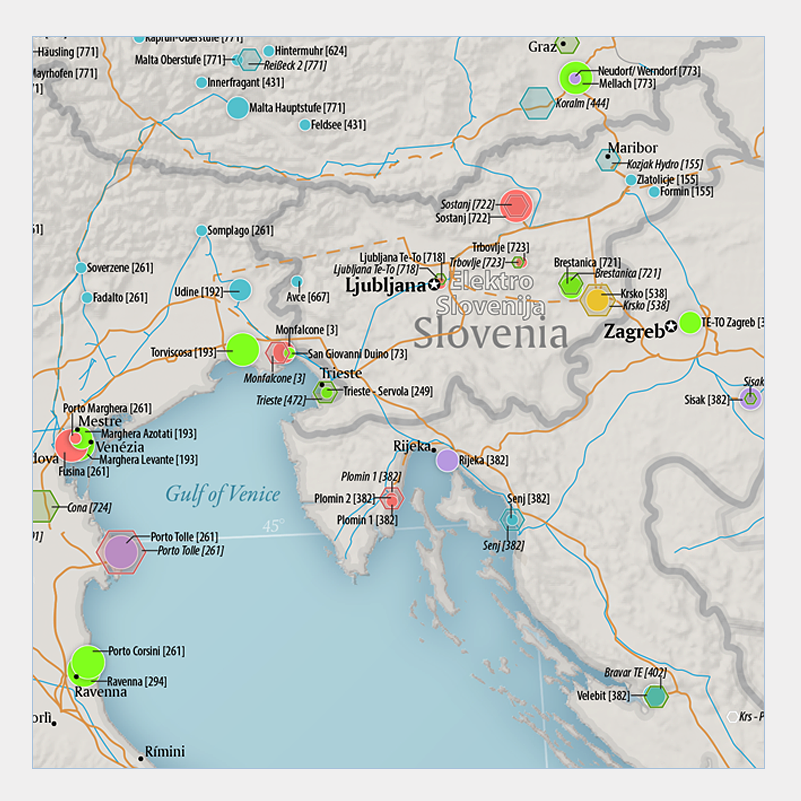 Kaprun-Oberstufe [771]
Häusling [771]
Hintermuhr [624]
Graz
Malta Oberstufe [771]
Reißeck 2 [771]
Mayrhofen [771]
Neudorf/ Werndorf [773]
Mellach [773]
Innerfragant [431]
Koralm [444]
Malta Hauptstufe [771]
Feldsee [431]
Maribor
Kozjak Hydro [155]
Zlatolicje [155]
Formin [155]
Sostanj [722]
Sostanj [722]
Somplago [261]
Trbovlje [723]
Ljubljana Te-To [718]
Trbovlje [723]
Brestanica [721]
Soverzene [261]
Ljubljana Te-To [718]
Brestanica [721]
Ljubljana
Elektro
Slovenija
Udine [192]
Avce [667]
Krsko [538]
Krsko [538]
Fadalto [261]
Slovenia
Zagreb
TE-TO Zagreb [3
Monfalcone [3]
Torviscosa [193]
San Giovanni Duino [73]
Monfalcone [3]
Trieste
Trieste - Servola [249]
Trieste [472]
Sisak
Sisak [382]
Porto Marghera [261]
Mestre
Marghera Azotati [193]
Venézia
Marghera Levante [193]
dova
Fusina [261]
Rijeka
Rijeka [382]
Plomin 1 [382]
Gulf of Venice
Plomin 2 [382]
Senj [382]
Cona [724]
Plomin 1 [382]
45°
Porto Tolle [261]
Porto Tolle [261]
Senj [382]
Porto Corsini [261]
Ravenna [294]
Ravenna
Bravar TE [402]
Velebit [382]
orlì
Krs - P
Rímini